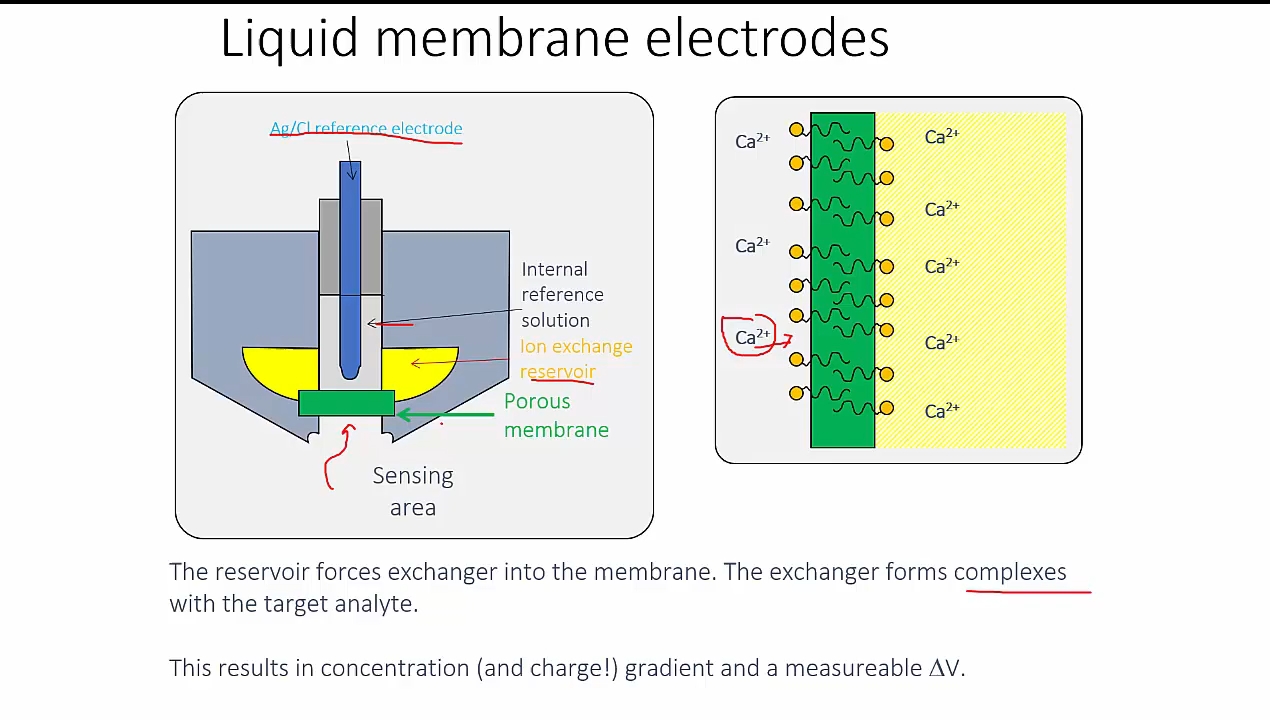 Liquid membrane electrodes
Ag/Cl reference electrode
Internal
reference
solution
Ion exchange
reservoir
Porous
membrane
Sensing
area
Ca²⁺
Ca²⁺
Ca²⁺
Ca²⁺
Ca²⁺
Ca²⁺
Ca²⁺
Ca²⁺
The reservoir forces exchanger into the membrane. The exchanger forms complexes
with the target analyte.
This results in concentration (and charge!) gradient and a measureable ΔV.